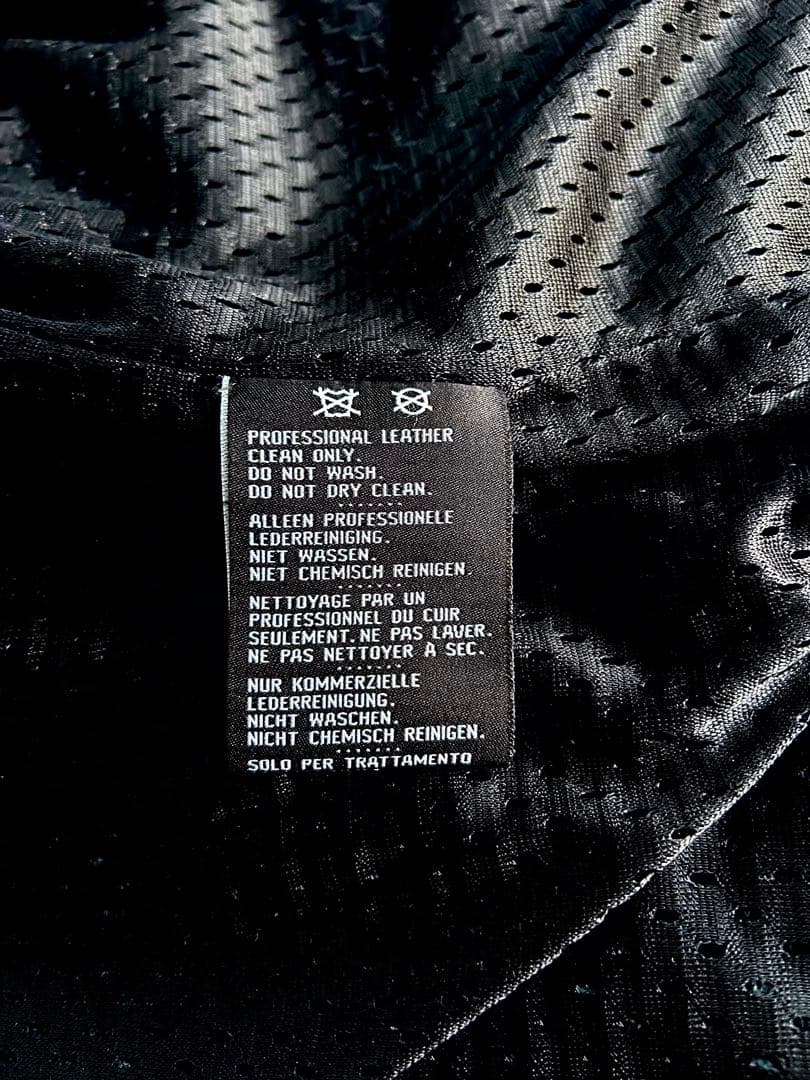 PROFESSIONAL LEATHER
CLEAN ONLY.
DO NOT WASH.
DO NOT DRY CLEAN.
ALLEEN PROFESSIONELE
LEDERREINIGING.
NIET WASSEN.
NIET CHEMISCH REINIGEN.
NETTOYAGE PAR UN
PROFESSIONNEL DU CUIR
SEULEMENT. NE PAS LAVER.
NE PAS NETTOYER À SEC.
NUR KOMMERZIELLE
LEDERREINIGUNG.
NICHT WASCHEN.
NICHT CHEMISCH REINIGEN.
SOLO PER TRATTAMENTO